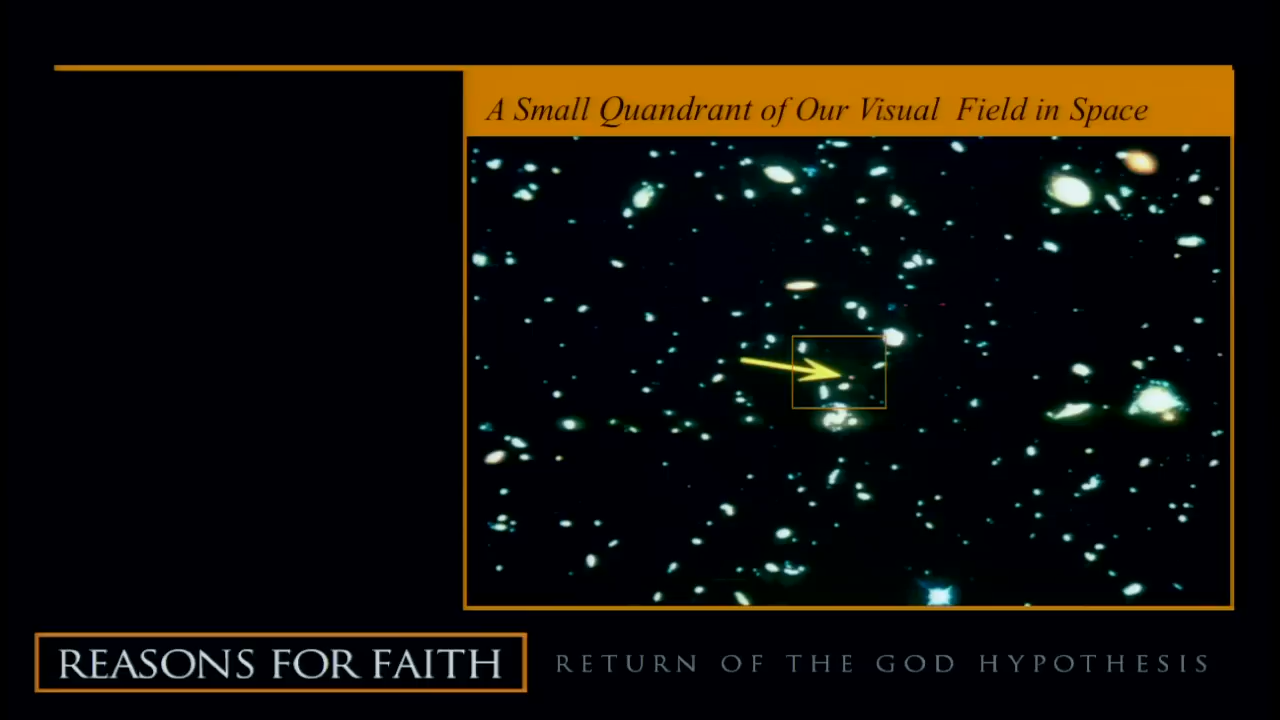 A Small Quandrant of Our Visual Field in Space
REASONS FOR FAITH
RETURN OF THE GOD HYPOTHESIS